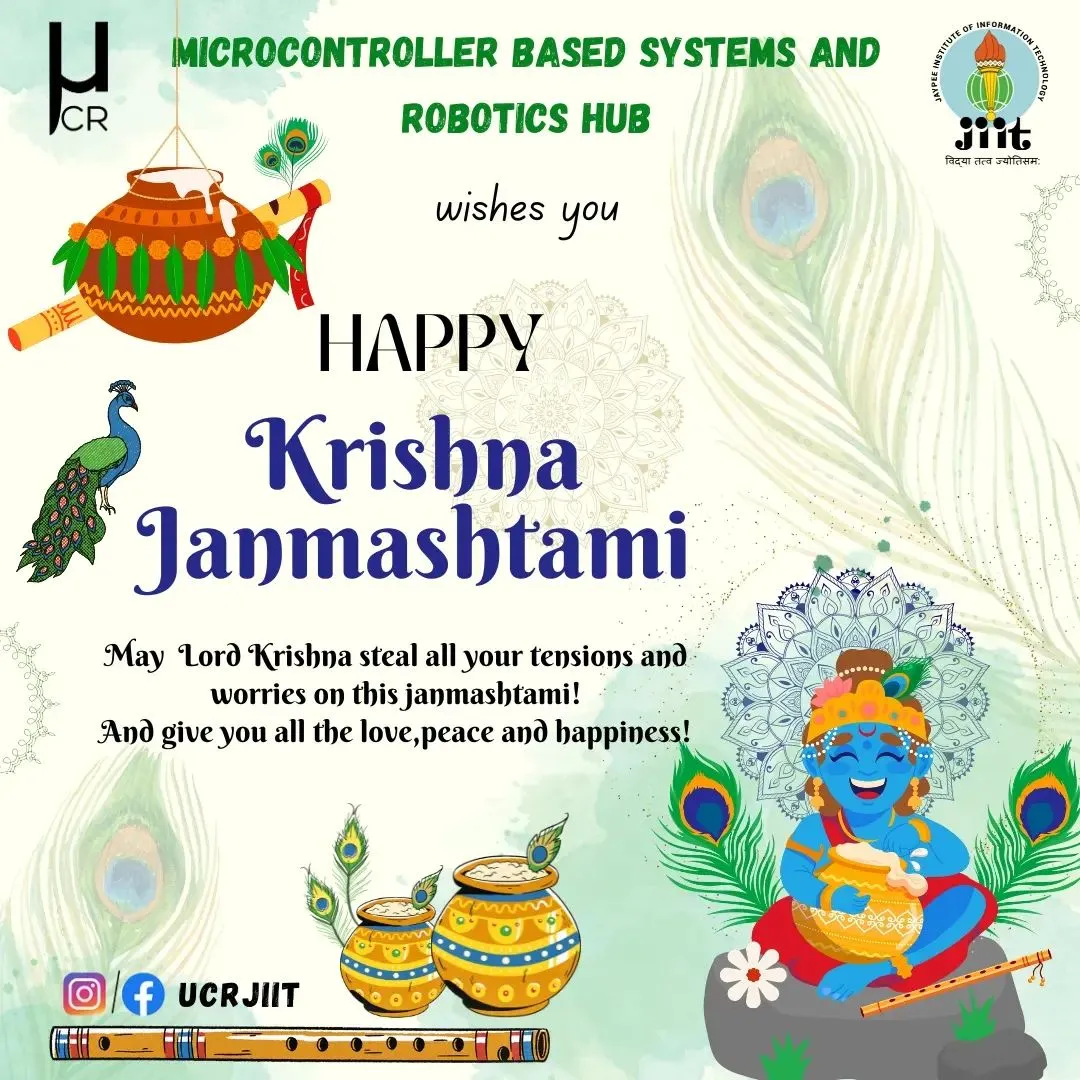 μCR
MICROCONTROLLER BASED SYSTEMS AND
ROBOTICS HUB
JAYPEE INSTITUTE OF INFORMATION TECHNOLOGY
jiit
विद्या तत्व ज्योतिसम:
wishes you
HAPPY
Krishna
Janmashtami
May Lord Krishna steal all your tensions and
worries on this janmashtami!
And give you all the love,peace and happiness!
UCRJIIT